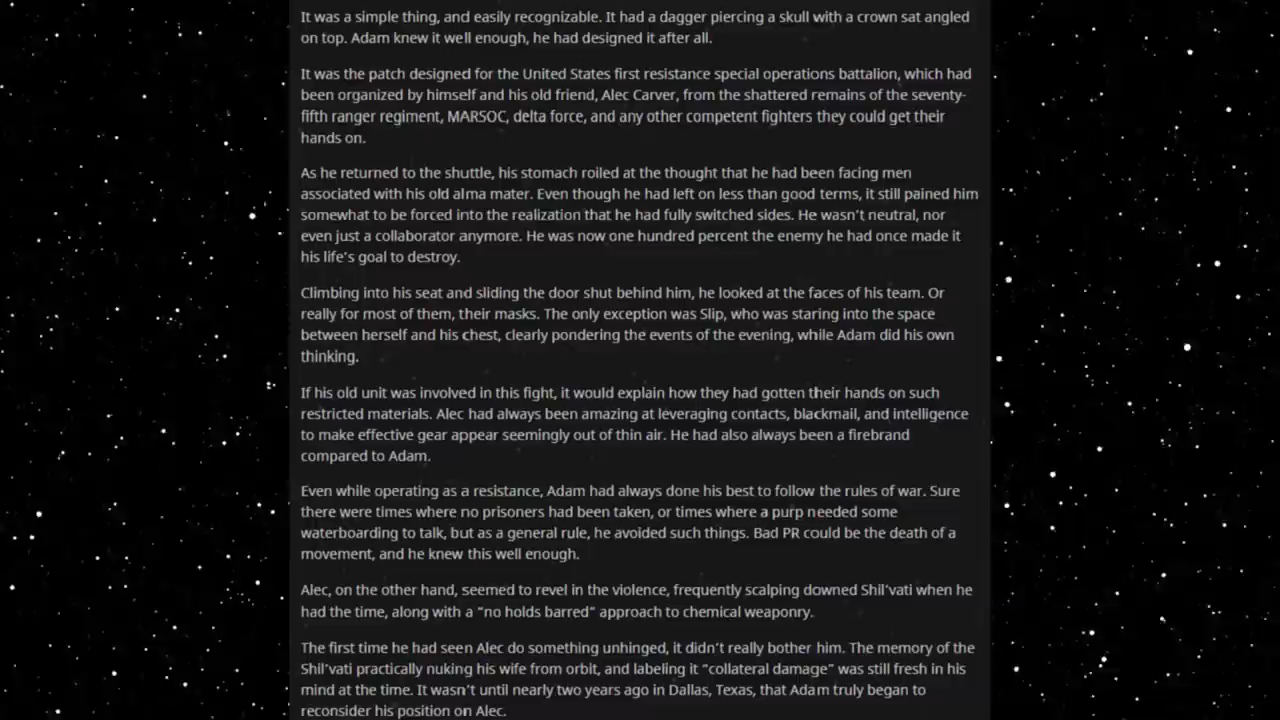 It was a simple thing, and easily recognizable. It had a dagger piercing a skull with a crown sat angled
on top. Adam knew it well enough, he had designed it after all.
It was the patch designed for the United States first resistance special operations battalion, which had
been organized by himself and his old friend, Alec Carver, from the shattered remains of the seventy-
fifth ranger regiment, MARSOC, delta force, and any other competent fighters they could get their
hands on.
As he returned to the shuttle, his stomach roiled at the thought that he had been facing men
associated with his old alma mater. Even though he had left on less than good terms, it still pained him
somewhat to be forced into the realization that he had fully switched sides. He wasn't neutral, nor
even just a collaborator anymore. He was now one hundred percent the enemy he had once made it
his life's goal to destroy.
Climbing into his seat and sliding the door shut behind him, he looked at the faces of his team. Or
really for most of them, their masks. The only exception was Slip, who was staring into the space
between herself and his chest, clearly pondering the events of the evening, while Adam did his own
thinking.
If his old unit was involved in this fight, it would explain how they had gotten their hands on such
restricted materials. Alec had always been amazing at leveraging contacts, blackmail, and intelligence
to make effective gear appear seemingly out of thin air. He had also always been a firebrand
compared to Adam.
Even while operating as a resistance, Adam had always done his best to follow the rules of war. Sure
there were times where no prisoners had been taken, or times where a purp needed some
waterboarding to talk, but as a general rule, he avoided such things. Bad PR could be the death of a
movement, and he knew this well enough.
Alec, on the other hand, seemed to revel in the violence, frequently scalping downed Shil'vati when he
had the time, along with a "no holds barred" approach to chemical weaponry.
The first time he had seen Alec do something unhinged, it didn't really bother him. The memory of the
Shil'vati practically nuking his wife from orbit, and labeling it "collateral damage" was still fresh in his
mind at the time. It wasn't until nearly two years ago in Dallas, Texas, that Adam truly began to
reconsider his position on Alec.